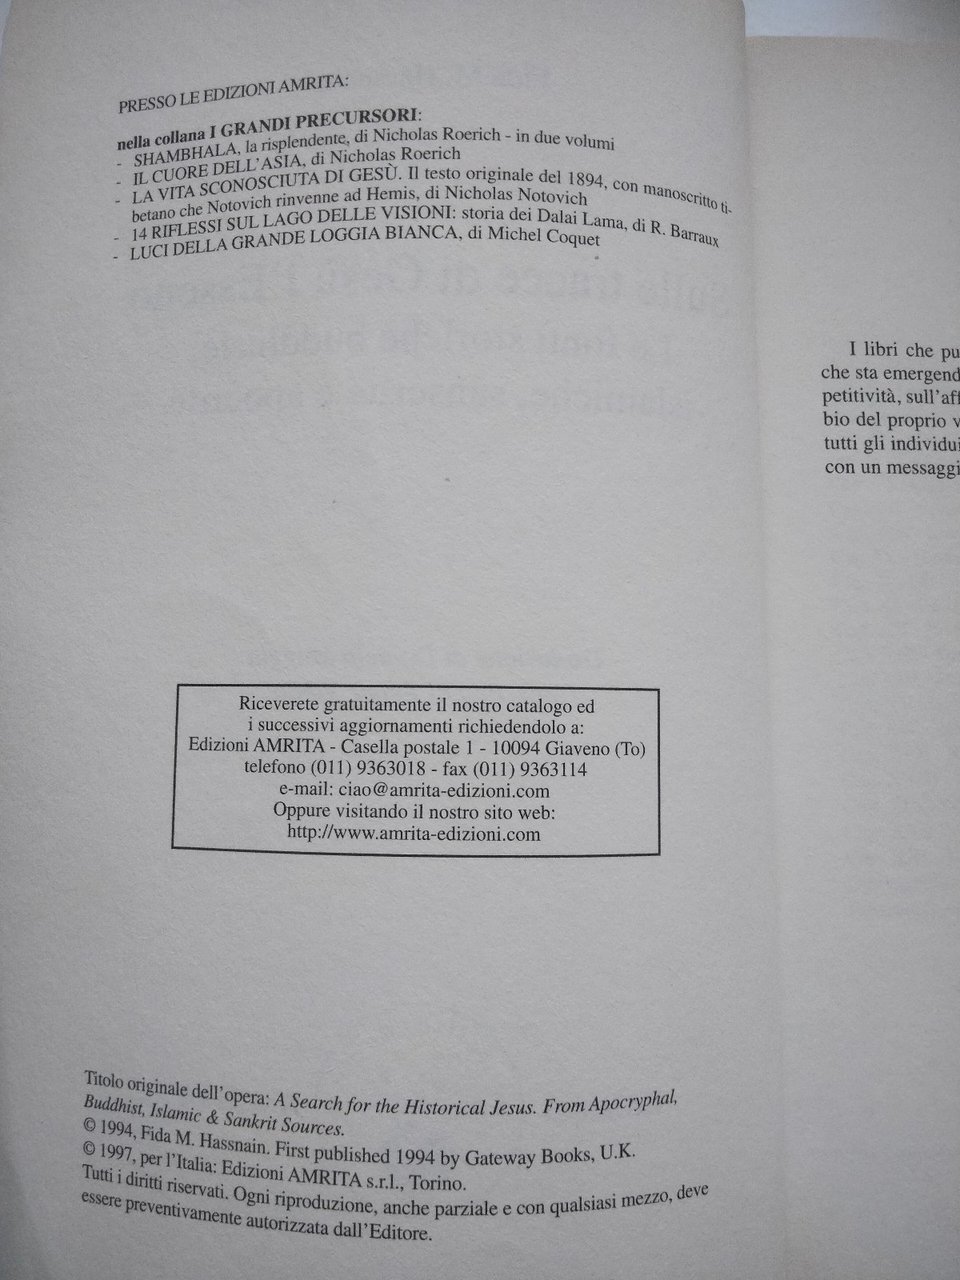 PRESSO LE EDIZIONI AMRITA:
nella collana I GRANDI PRECURSORI:
- SHAMBHALA, la risplendente, di Nicholas Roerich - in due volumi
- IL CUORE DELL'ASIA, di Nicholas Roerich
- LA VITA SCONOSCIUTA DI GESÙ. Il testo originale del 1894, con manoscritto ti-
betano che Notovich rinvenne ad Hemis, di Nicholas Notovich
- 14 RIFLESSI SUL LAGO DELLE VISIONI: storia dei Dalai Lama, di R. Barraux
- LUCI DELLA GRANDE LOGGIA BIANCA, di Michel Coquet
Riceverete gratuitamente il nostro catalogo ed
i successivi aggiornamenti richiedendolo a:
Edizioni AMRITA - Casella postale 1 - 10094 Giaveno (To)
telefono (011) 9363018 - fax (011) 9363114
e-mail: ciao@amrita-edizioni.com
Oppure visitando il nostro sito web:
http://www.amrita-edizioni.com
Titolo originale dell'opera: A Search for the Historical Jesus. From Apocryphal,
Buddhist, Islamic & Sankrit Sources.
© 1994, Fida M. Hassnain. First published 1994 by Gateway Books, U.K.
© 1997, per l'Italia: Edizioni AMRITA s.r.l., Torino.
Tutti i diritti riservati. Ogni riproduzione, anche parziale e con qualsiasi mezzo, deve
essere preventivamente autorizzata dall'Editore.
I libri che pu
che sta emergend
petitività, sull'aff
bio del proprio v
tutti gli individui
con un messaggi